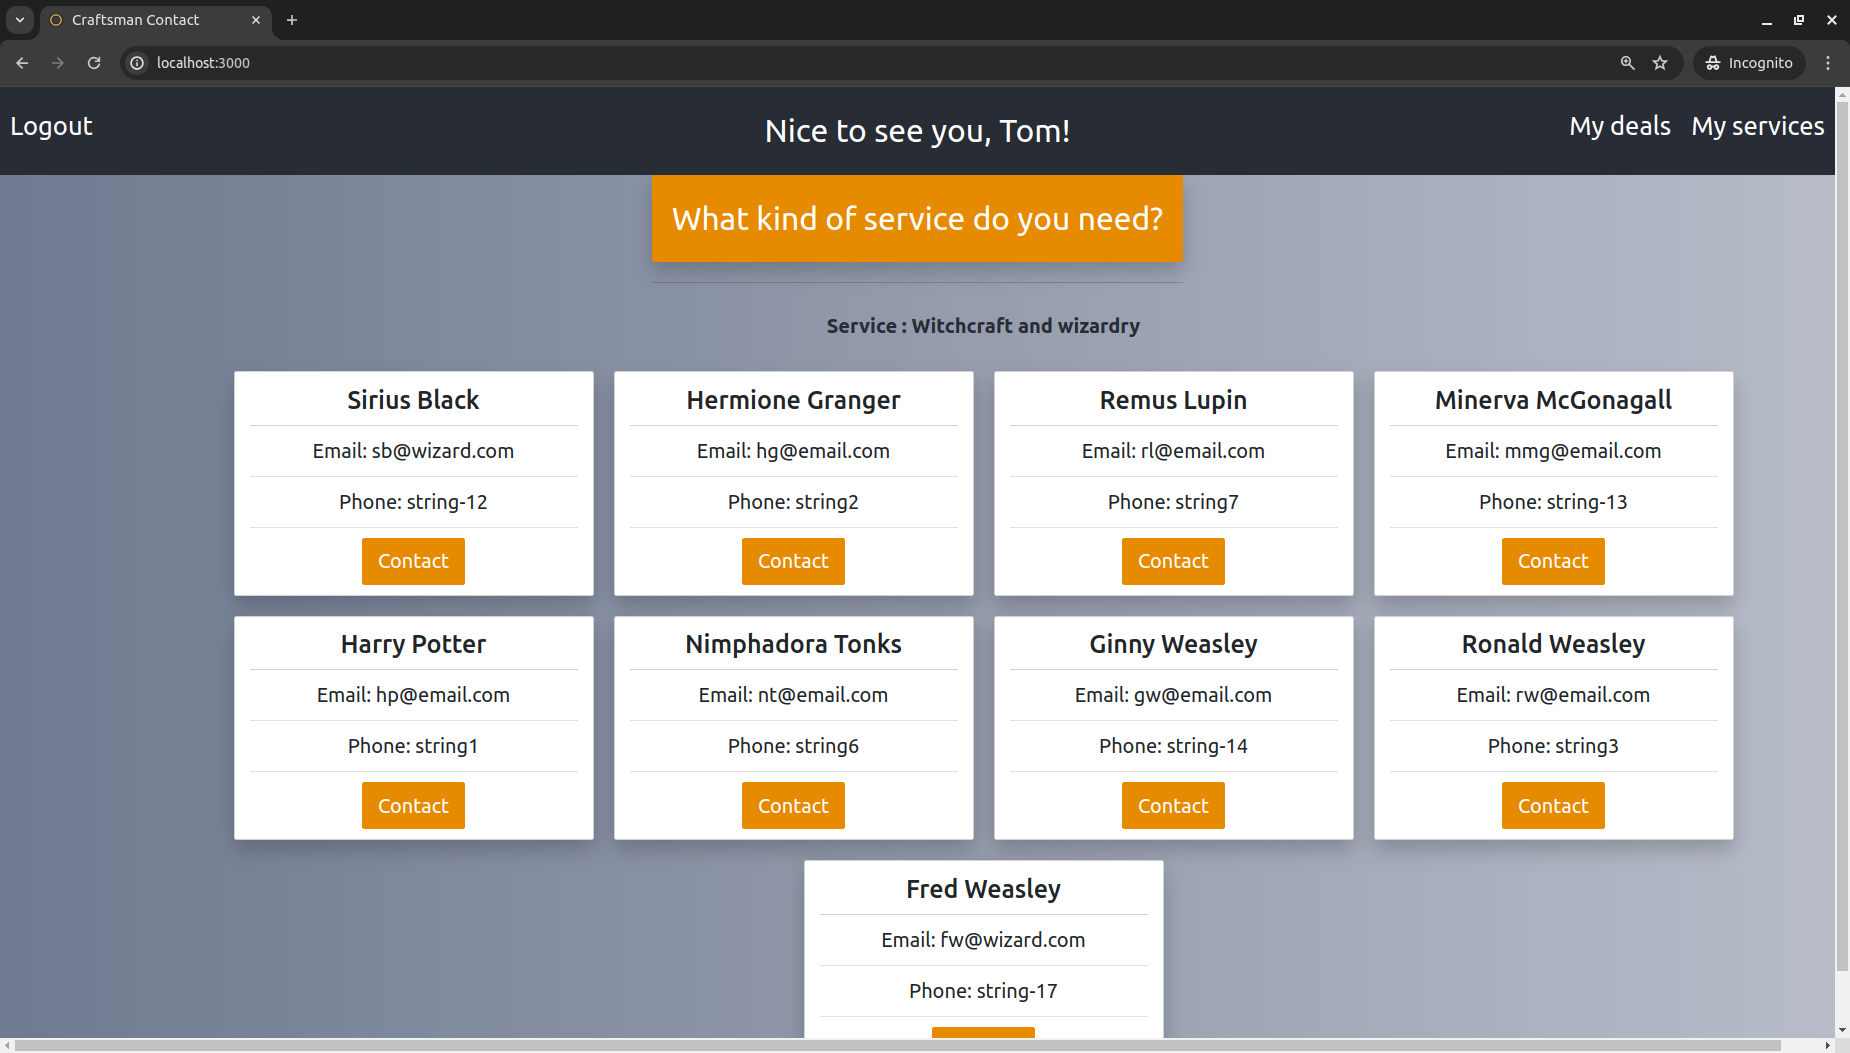 Craftsman Contact
localhost:3000
Incognito
Logout
Nice to see you, Tom!
My deals
My services
What kind of service do you need?
Service : Witchcraft and wizardry
Sirius Black
Email: sb@wizard.com
Phone: string-12
Contact
Hermione Granger
Email: hg@email.com
Phone: string2
Contact
Remus Lupin
Email: rl@email.com
Phone: string7
Contact
Minerva McGonagall
Email: mmg@email.com
Phone: string-13
Contact
Harry Potter
Email: hp@email.com
Phone: string1
Contact
Nimphadora Tonks
Email: nt@email.com
Phone: string6
Contact
Ginny Weasley
Email: gw@email.com
Phone: string-14
Contact
Ronald Weasley
Email: rw@email.com
Phone: string3
Contact
Fred Weasley
Email: fw@wizard.com
Phone: string-17